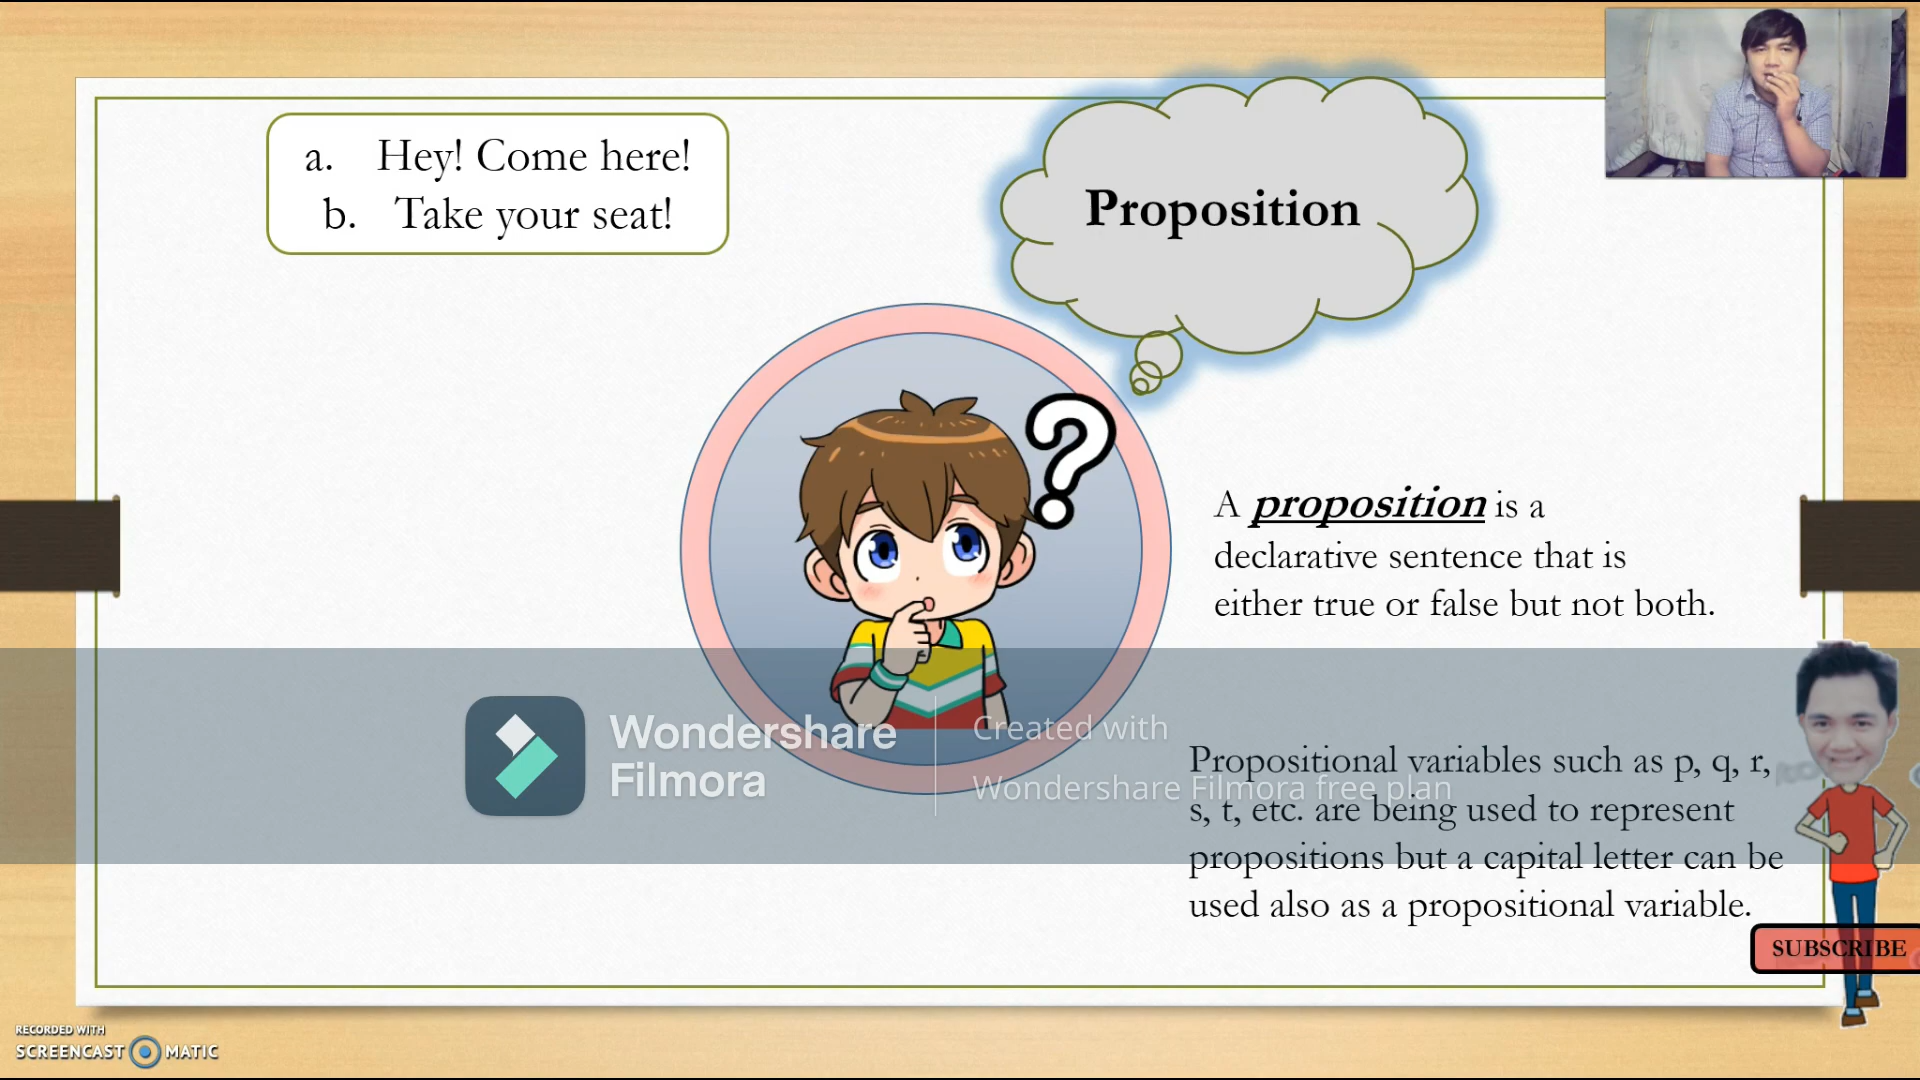 a. Hey! Come here!
b. Take your seat!
Proposition
A proposition is a
declarative sentence that is
either true or false but not both.
Wondershare
Filmora
Created with
Wondershare Filmora free plan
Propositional variables such as p, q, r,
s, t, etc. are being used to represent
propositions but a capital letter can be
used also as a propositional variable.
SUBSCRIBE
RECORDED WITH
SCREENCAST MATIC